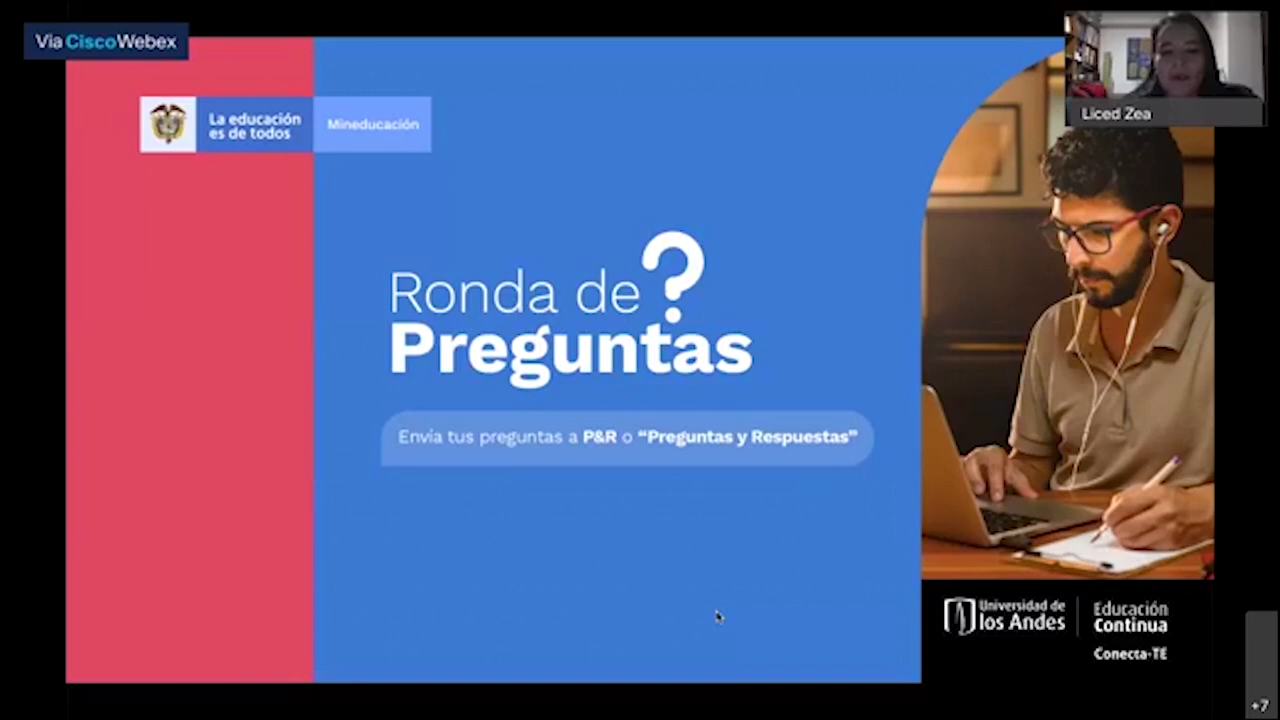 Vía CiscoWebex
Liced Zea
La educación
es de todos
Mineducación
Ronda de ?
Preguntas
Envía tus preguntas a P&R o “Preguntas y Respuestas”
Universidad de
los Andes
Educación
Continua
Conecta-TE
+7